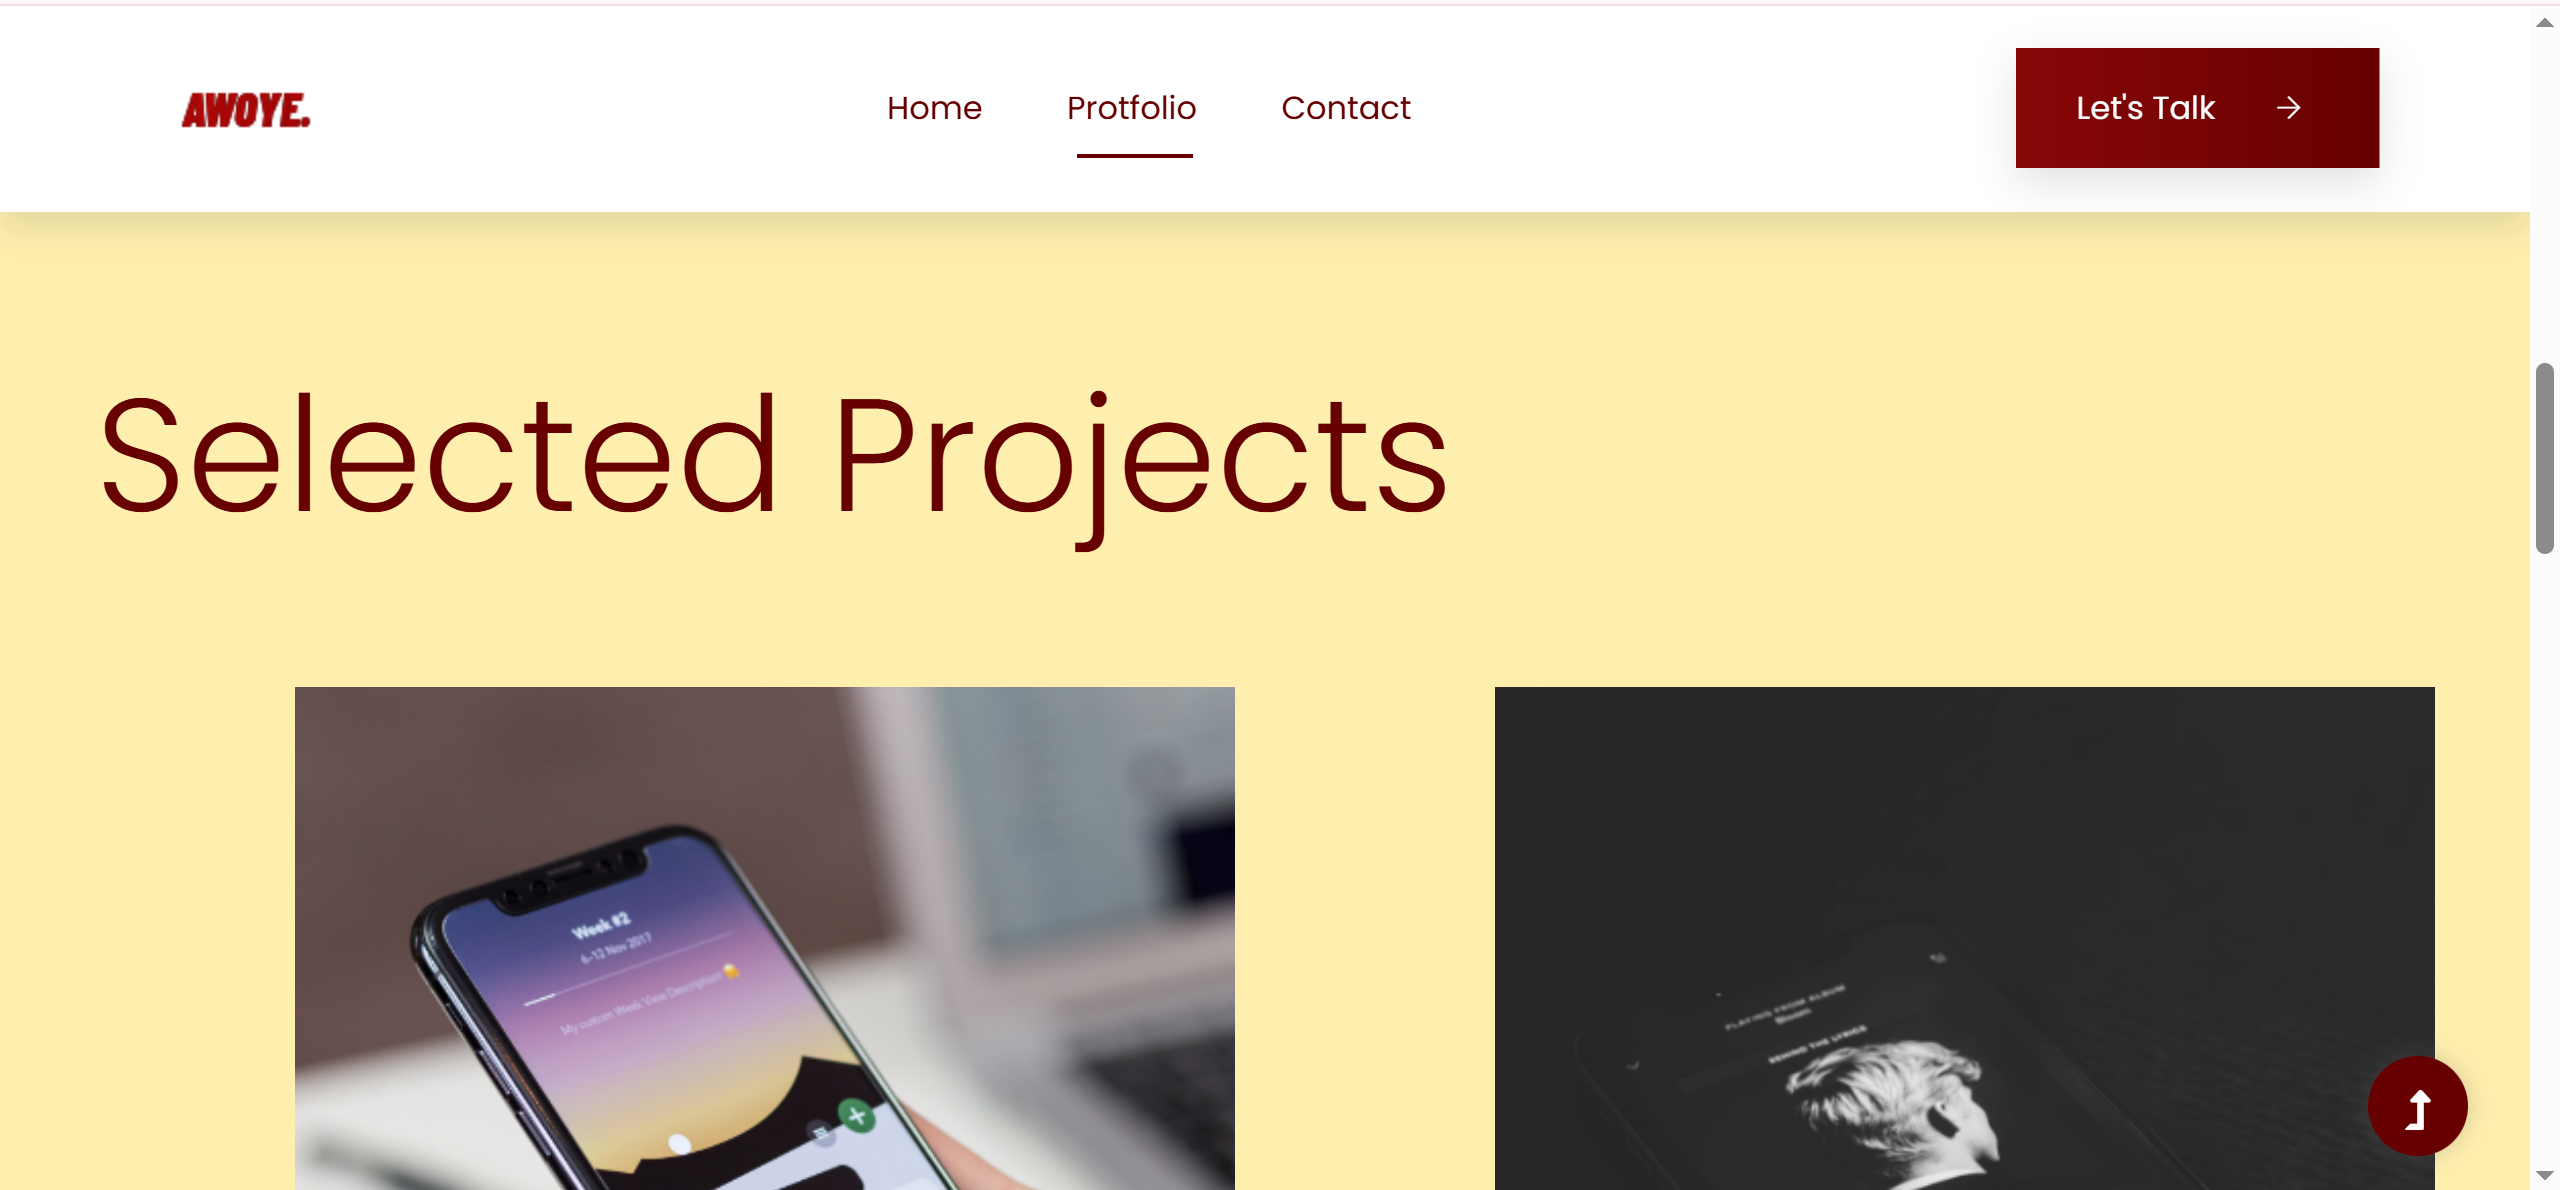 AWOYE.
Home
Protfolio
Contact
Let's Talk
Selected Projects
Week #2
6-12 Nov 2017
My custom Week View Description!
PLAYING FROM ALBUM
Bloom
BEHIND THE LYRICS